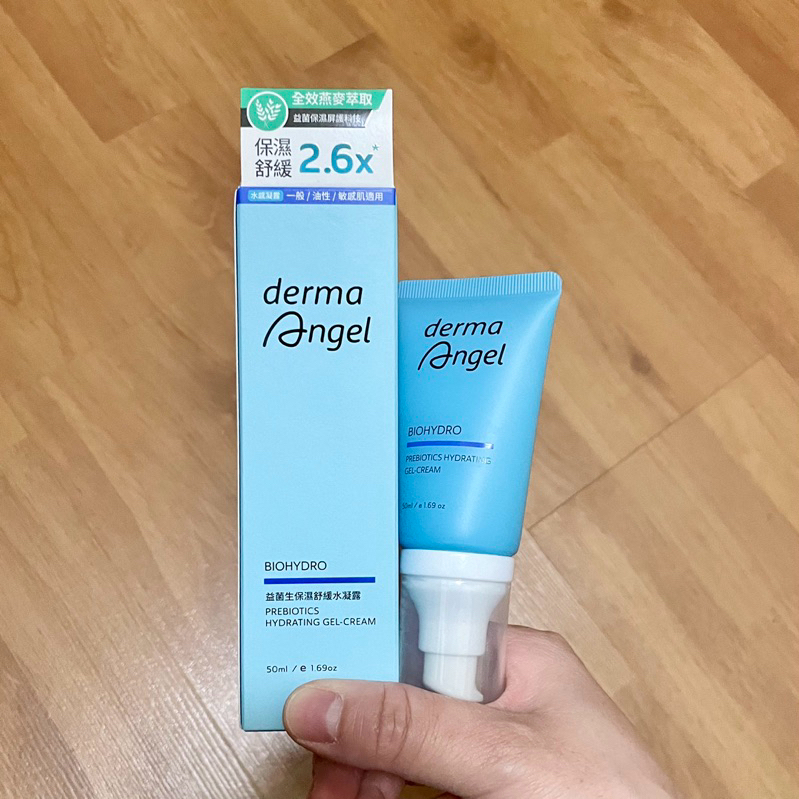 全效燕麥萃取
益菌保濕屏護科技
保濕
舒緩 2.6x*
水感凝露 一般 / 油性 / 敏感肌適用
derma
Angel
BIOHYDRO
益菌生保濕舒緩水凝露
PREBIOTICS
HYDRATING GEL-CREAM
50ml / e 1.69oz
derma
Angel
BIOHYDRO
PREBIOTICS HYDRATING
GEL-CREAM
50ml / e 1.69 oz